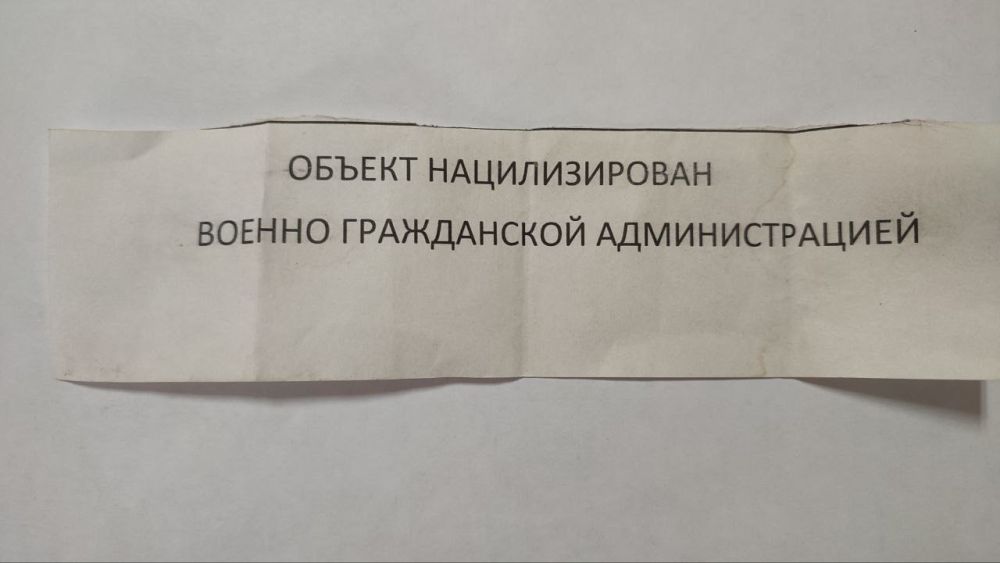 ОБЪЕКТ НАЦИЛИЗИРОВАН
ВОЕННО ГРАЖДАНСКОЙ АДМИНИСТРАЦИЕЙ